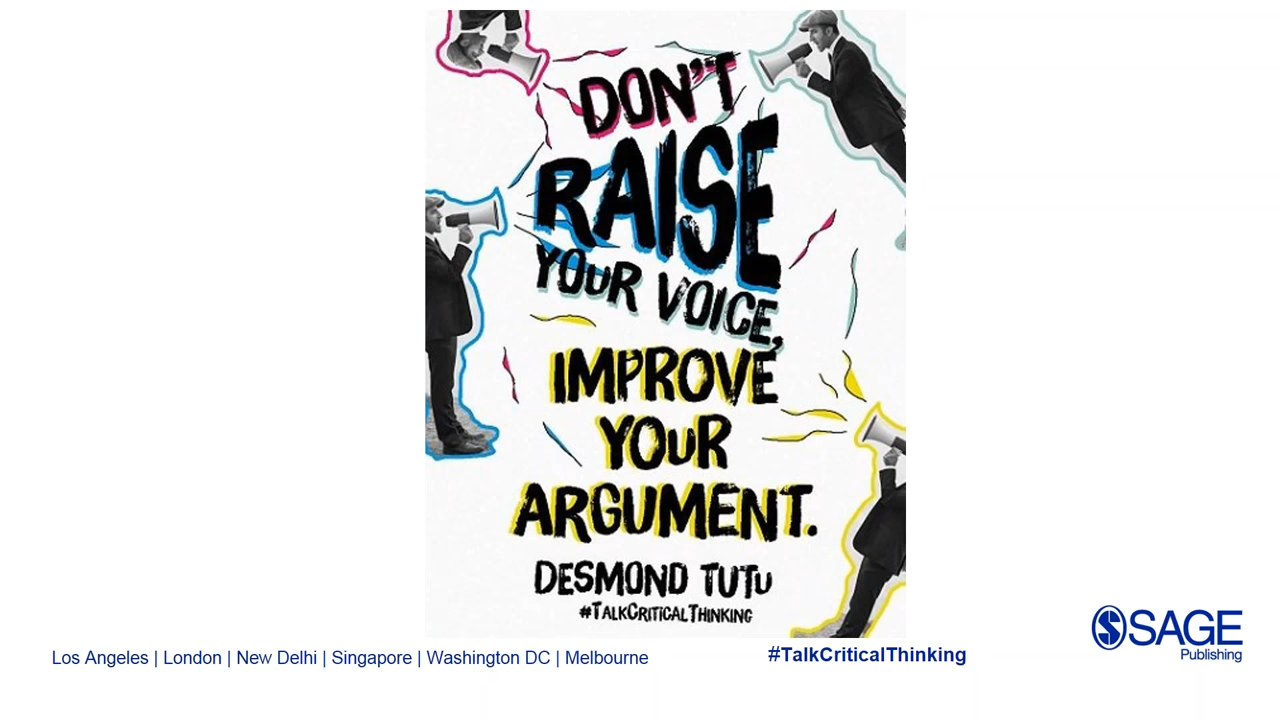 DON'T
RAISE
YOUR VOICE,
IMPROVE
YOUR
ARGUMENT.
DESMOND TUTU
#TALKCRITICALTHINKING
Los Angeles | London | New Delhi | Singapore | Washington DC | Melbourne
#TalkCriticalThinking
SAGE
Publishing